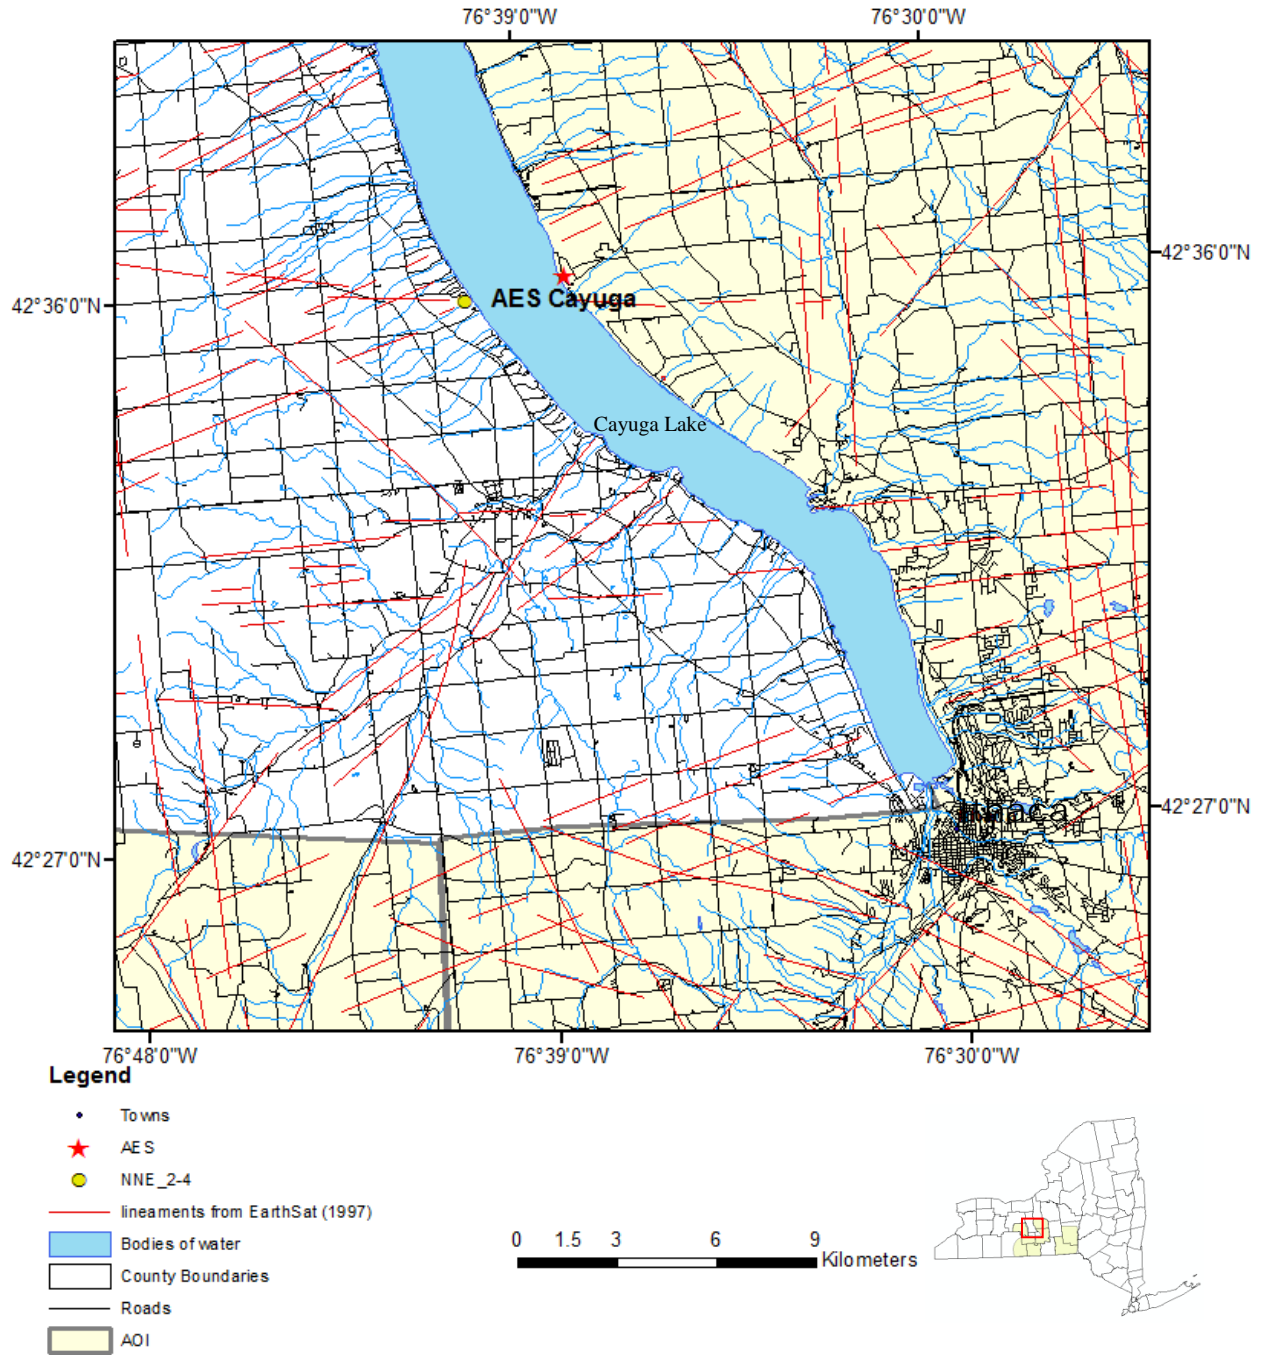 76°39'0"W
76°30'0"W
42°36'0"N
42°36'0"N
AES Cayuga
Cayuga Lake
42°27'0"N
Ithaca
42°27'0"N
76°48'0"W
76°39'0"W
76°30'0"W
Legend
Towns
AES
NNE_2-4
lineaments from EarthSat (1997)
Bodies of water
County Boundaries
Roads
AOI
0 1.5 3 6 9
Kilometers